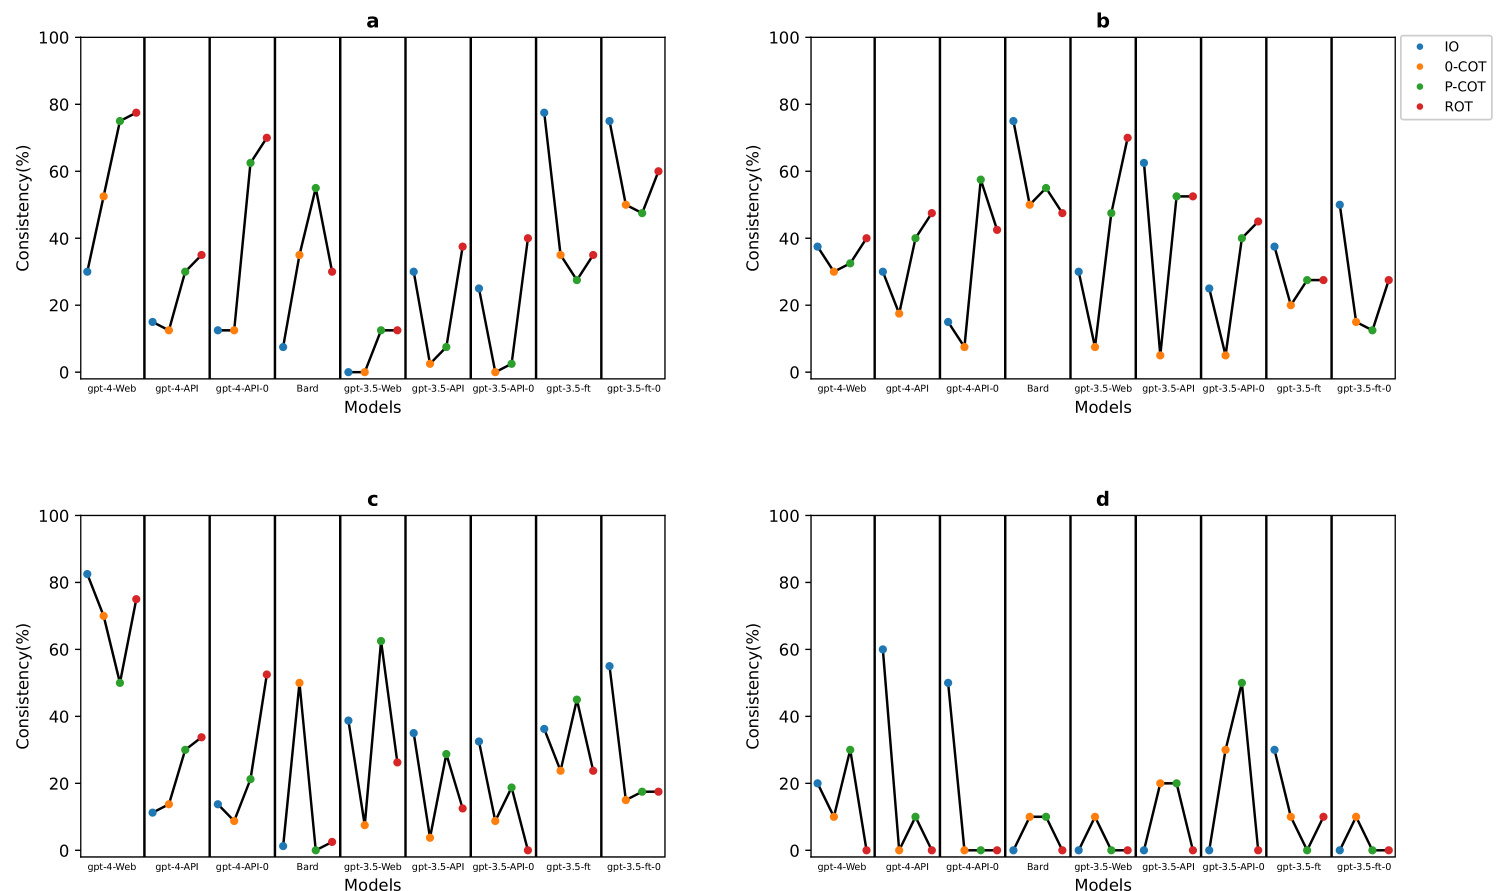 a
100
80
60
40
20
0
Consistency(%)
gpt-4-Web gpt-4-API gpt-4-API-0 Bard gpt-3.5-Web gpt-3.5-API gpt-3.5-API-0 gpt-3.5-ft gpt-3.5-ft-0
Models
b
100
80
60
40
20
0
Consistency(%)
gpt-4-Web gpt-4-API gpt-4-API-0 Bard gpt-3.5-Web gpt-3.5-API gpt-3.5-API-0 gpt-3.5-ft gpt-3.5-ft-0
Models
IO
0-COT
P-COT
ROT
c
100
80
60
40
20
0
Consistency(%)
gpt-4-Web gpt-4-API gpt-4-API-0 Bard gpt-3.5-Web gpt-3.5-API gpt-3.5-API-0 gpt-3.5-ft gpt-3.5-ft-0
Models
d
100
80
60
40
20
0
Consistency(%)
gpt-4-Web gpt-4-API gpt-4-API-0 Bard gpt-3.5-Web gpt-3.5-API gpt-3.5-API-0 gpt-3.5-ft gpt-3.5-ft-0
Models